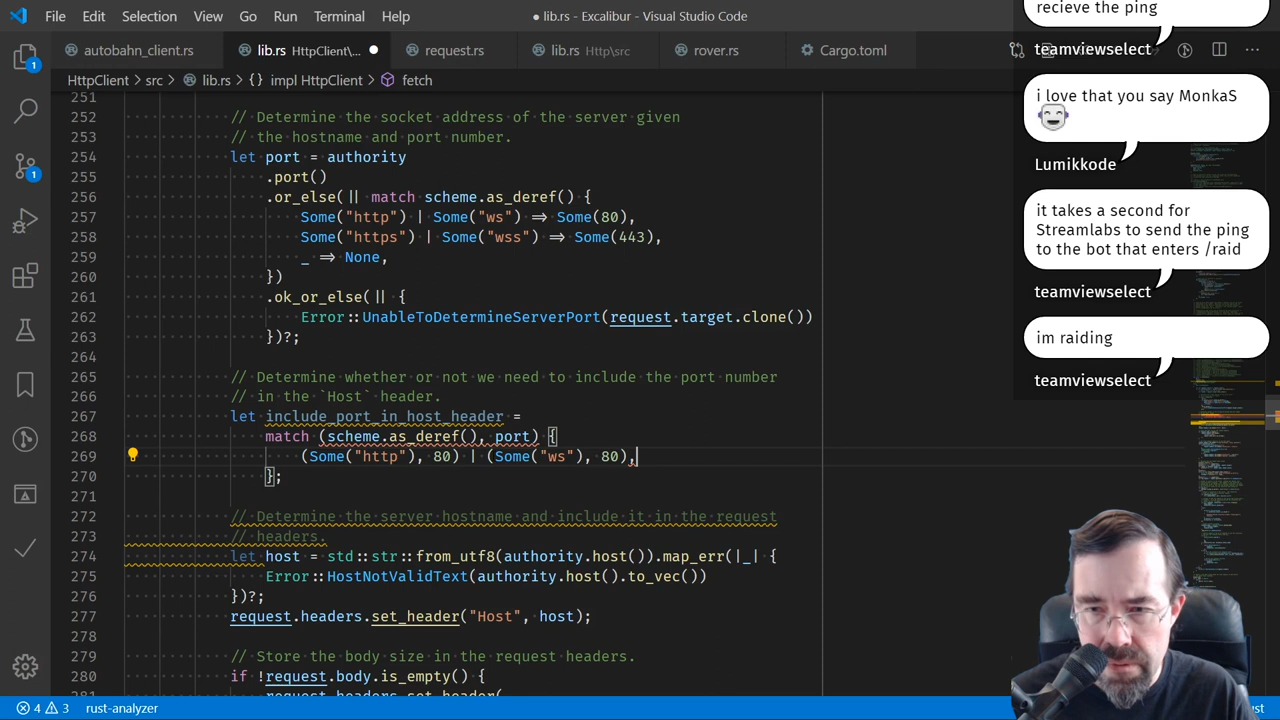 File Edit Selection View Go Run Terminal Help
● lib.rs - Excalibur - Visual Studio Code
autobahn_client.rs
lib.rs HttpClient\... ●
request.rs
lib.rs Http\src
rover.rs
Cargo.toml
HttpClient > src > lib.rs > {} impl HttpClient > fetch
251
252 // Determine the socket address of the server given
253 // the hostname and port number.
254 let port = authority
255 .port()
256 .or_else(|| match scheme.as_deref() {
257 Some("http") | Some("ws") => Some(80),
258 Some("https") | Some("wss") => Some(443),
259 _ => None,
260 })
261 .ok_or_else(|| {
262 Error::UnableToDetermineServerPort(request.target.clone())
263 })?;
264
265 // Determine whether or not we need to include the port number
266 // in the `Host` header.
267 let include_port_in_host_header =
268 match (scheme.as_deref(), port) {
269 (Some("http"), 80) | (Some("ws"), 80),
270 };
271
272 // Determine the server hostname and include it in the request
273 // headers.
274 let host = std::str::from_utf8(authority.host()).map_err(|_| {
275 Error::HostNotValidText(authority.host().to_vec())
276 })?;
277 request.headers.set_header("Host", host);
278
279 // Store the body size in the request headers.
280 if !request.body.is_empty() {
281 request.headers.set_header(
recieve the ping
teamviewselect
i love that you say MonkaS
Lumikkode
it takes a second for
Streamlabs to send the ping
to the bot that enters /raid
teamviewselect
im raiding
teamviewselect
1
1
4 3 rust-analyzer